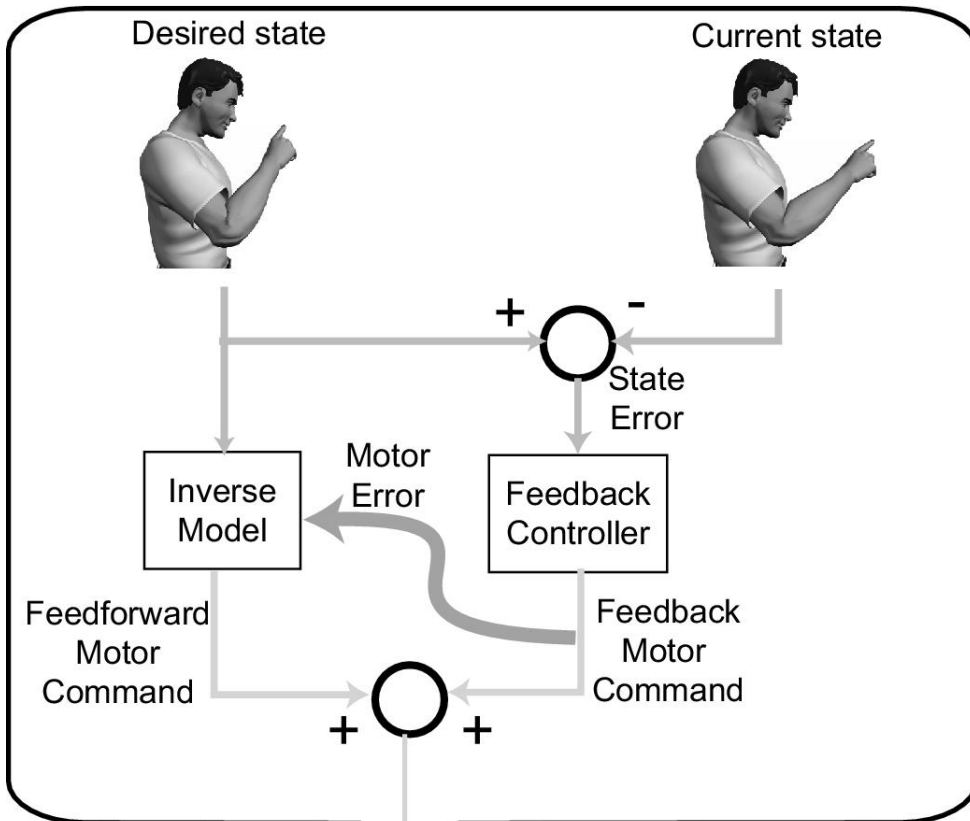 Desired state
Current state
+
-
State
Error
Motor
Error
Inverse
Model
Feedback
Controller
Feedforward
Motor
Command
Feedback
Motor
Command
+
+